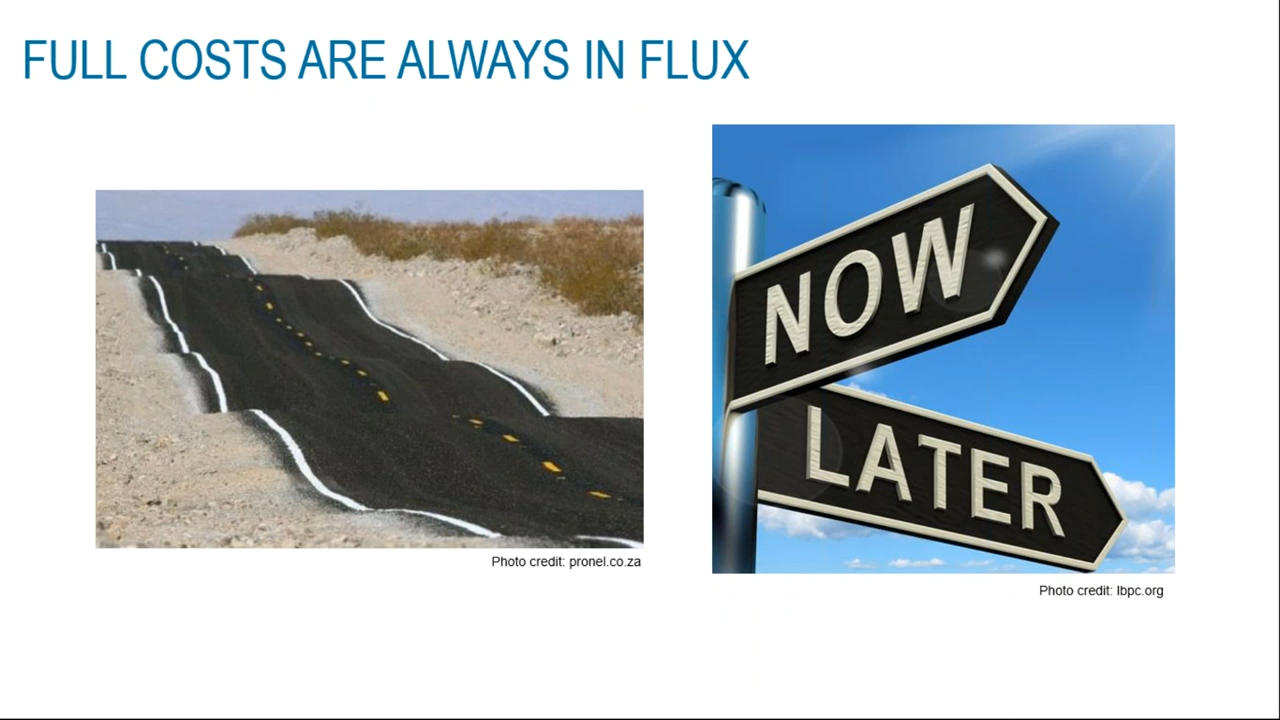 FULL COSTS ARE ALWAYS IN FLUX
NOW
LATER
Photo credit: pronel.co.za
Photo credit: lbpc.org